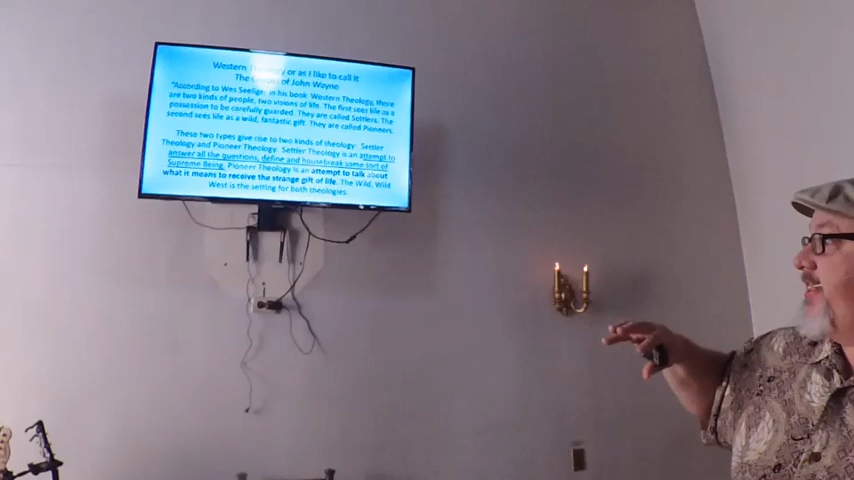 Western Theology or as I like to call it
The Gospel of John Wayne
"According to Wes Seeliger in his book Western Theology, there
are two kinds of people, two visions of life. The first sees life as a
possession to be carefully guarded. They are called Settlers. The
second sees life as a wild, fantastic gift. They are called Pioneers.
These two types give rise to two kinds of theology: Settler
Theology and Pioneer Theology. Settler Theology is an attempt to
answer all the questions, define and housebreak some sort of
Supreme Being. Pioneer Theology is an attempt to talk about
what it means to receive the strange gift of life. The Wild, Wild
West is the setting for both theologies.